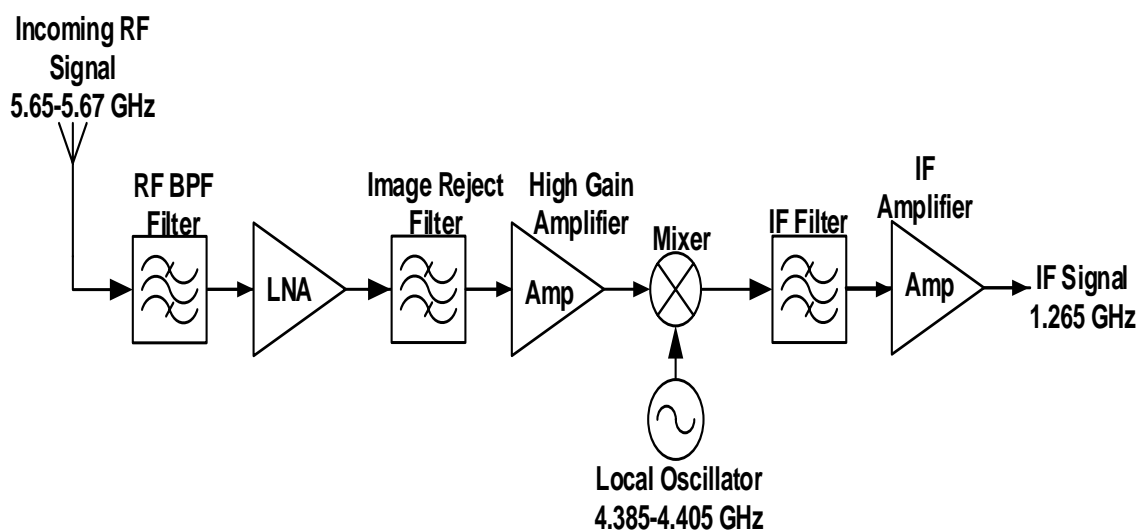 Incoming RF
Signal
5.65-5.67 GHz
RF BPF
Filter
LNA
Image Reject
Filter
High Gain
Amplifier
Amp
Mixer
Local Oscillator
4.385-4.405 GHz
IF Filter
IF
Amplifier
Amp
IF Signal
1.265 GHz